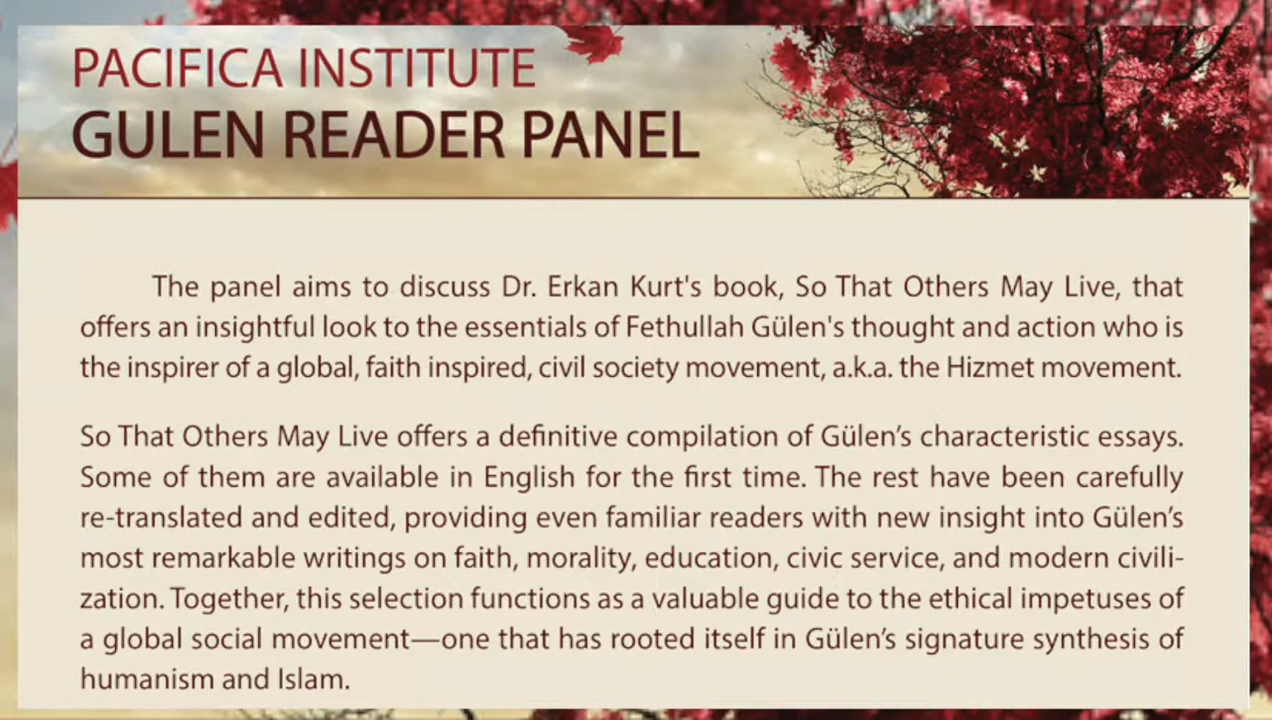 PACIFICA INSTITUTE
GULEN READER PANEL
The panel aims to discuss Dr. Erkan Kurt's book, So That Others May Live, that
offers an insightful look to the essentials of Fethullah Gülen's thought and action who is
the inspirer of a global, faith inspired, civil society movement, a.k.a. the Hizmet movement.
So That Others May Live offers a definitive compilation of Gülen’s characteristic essays.
Some of them are available in English for the first time. The rest have been carefully
re-translated and edited, providing even familiar readers with new insight into Gülen’s
most remarkable writings on faith, morality, education, civic service, and modern civili-
zation. Together, this selection functions as a valuable guide to the ethical impetuses of
a global social movement—one that has rooted itself in Gülen’s signature synthesis of
humanism and Islam.